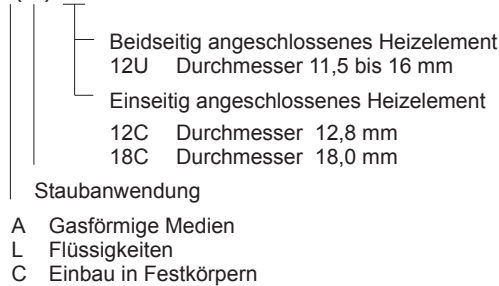 Beidseitig angeschlossenes Heizelement
12U Durchmesser 11,5 bis 16 mm
Einseitig angeschlossenes Heizelement
12C Durchmesser 12,8 mm
18C Durchmesser 18,0 mm
Staubanwendung
A Gasförmige Medien
L Flüssigkeiten
C Einbau in Festkörpern